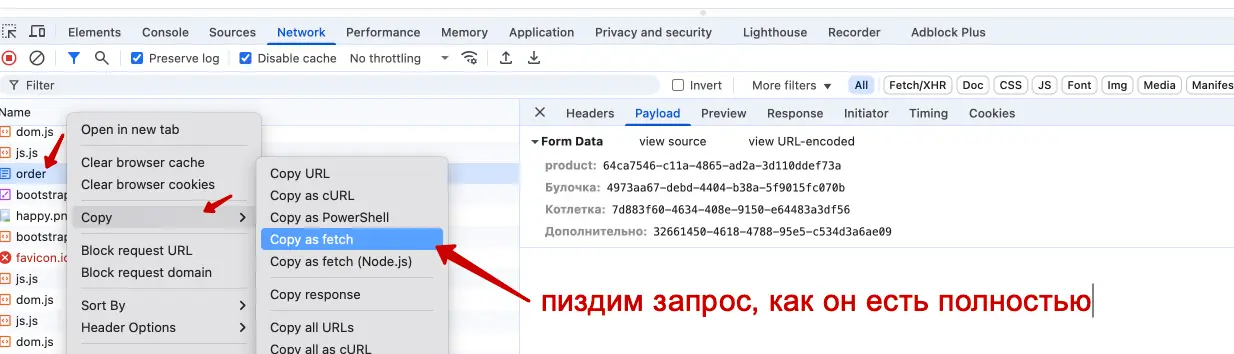 Elements Console Sources Network Performance Memory Application Privacy and security Lighthouse Recorder Adblock Plus
Preserve log Disable cache No throttling
Filter Invert More filters All Fetch/XHR Doc CSS JS Font Img Media Manifes
Name
dom.js
js.js
order
bootstrap
happy.pn
bootstrap
favicon.ic
js.js
dom.js
js.js
dom.js
Open in new tab
Clear browser cache
Clear browser cookies
Copy
Block request URL
Block request domain
Sort By
Header Options
Copy URL
Copy as cURL
Copy as PowerShell
Copy as fetch
Copy as fetch (Node.js)
Copy response
Copy all URLs
Copy all as cURL
Headers Payload Preview Response Initiator Timing Cookies
Form Data view source view URL-encoded
product: 64ca7546-c11a-4865-ad2a-3d110ddef73a
Булочка: 4973aa67-debd-4404-b38a-5f9015fc070b
Котлетка: 7d883f60-4634-408e-9150-e64483a3df56
Дополнительно: 32661450-4618-4788-95e5-c534d3a6ae09
пиздим запрос, как он есть полностью